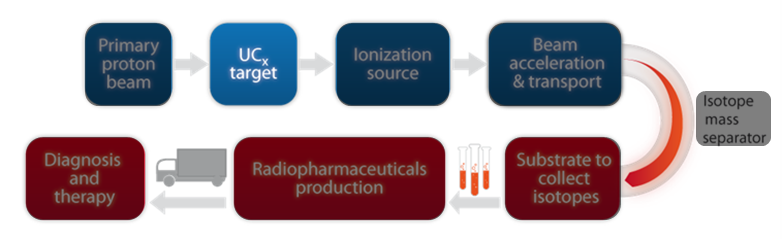 Primary
proton
beam
UCx
target
Ionization
source
Beam
acceleration
& transport
Isotope
mass
separator
Substrate to
collect
isotopes
Radiopharmaceuticals
production
Diagnosis
and
therapy